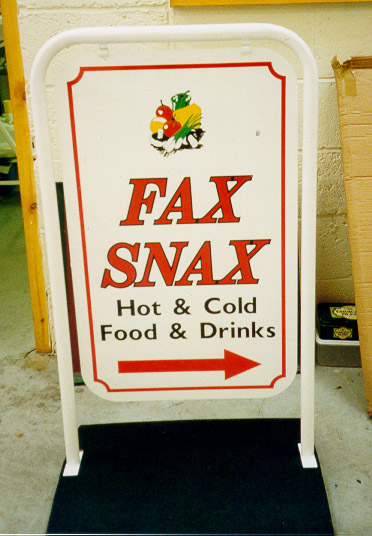 FAX
SNAX
Hot & Cold
Food & Drinks